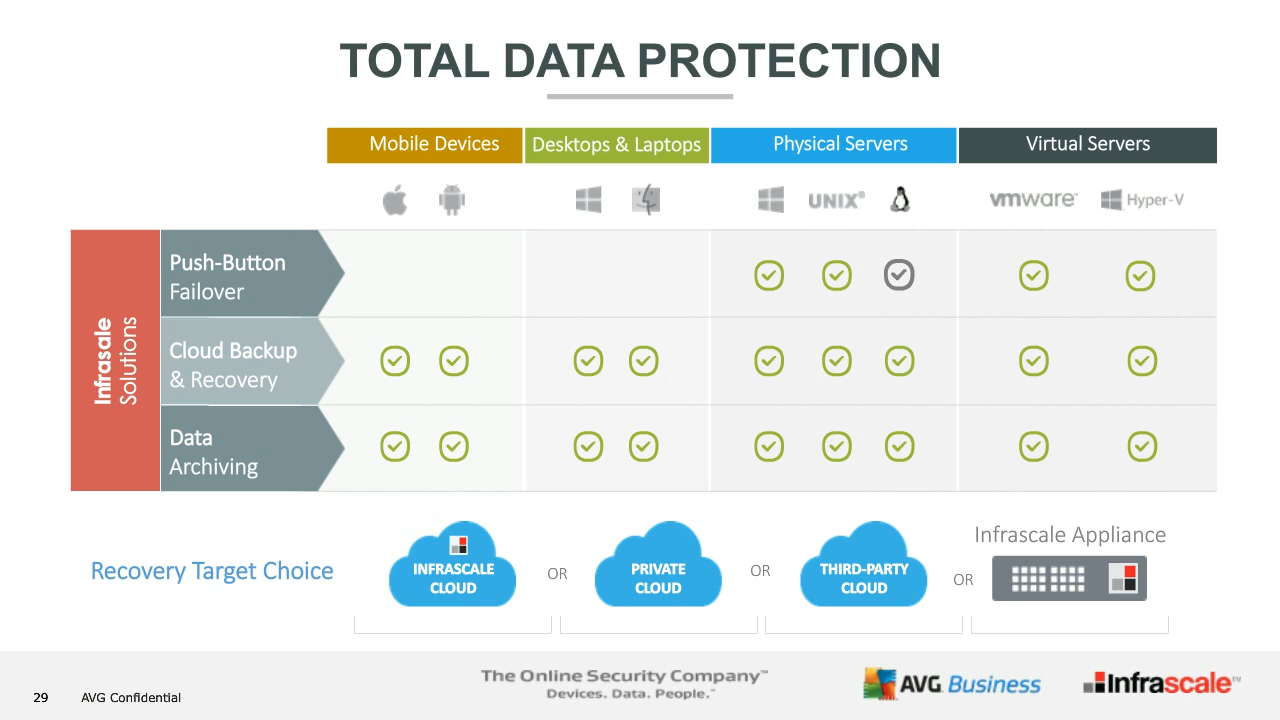 TOTAL DATA PROTECTION
Mobile Devices
Desktops & Laptops
Physical Servers
Virtual Servers
UNIX®
vmware™
Hyper-V
Infrasale
Solutions
Push-Button
Failover
Cloud Backup
& Recovery
Data
Archiving
Recovery Target Choice
INFRASCALE
CLOUD
OR
PRIVATE
CLOUD
OR
THIRD-PARTY
CLOUD
OR
Infrascale Appliance
29
AVG Confidential
The Online Security Company™
Devices. Data. People.™
AVG Business
Infrascale™